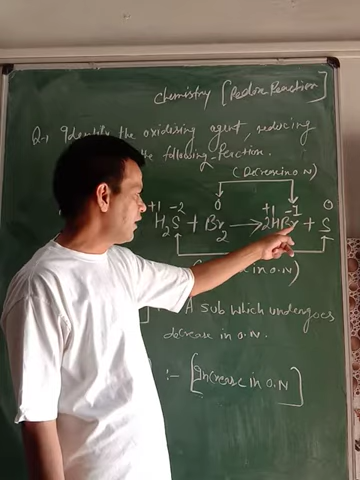 Chemistry [Redox Reaction]
Q-1 Identify the oxidising agent, reducing
the following reaction.
(Decrease in O.N)
+1 -2 0 +1 -1 0
H2S + Br2 → 2HBr + S
in O.N)
A sub which undergoes
decrease in O.N.
:- [Increase in O.N]